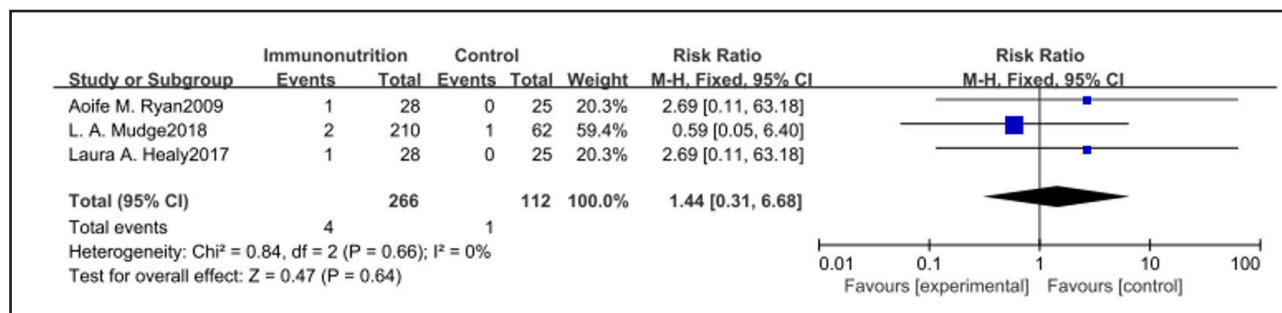 Immunonutrition Control Risk Ratio Risk Ratio
Study or Subgroup Events Total Events Total Weight M-H, Fixed, 95% CI M-H, Fixed, 95% CI
Aoife M. Ryan2009 1 28 0 25 20.3% 2.69 [0.11, 63.18]
L. A. Mudge2018 2 210 1 62 59.4% 0.59 [0.05, 6.40]
Laura A. Healy2017 1 28 0 25 20.3% 2.69 [0.11, 63.18]
Total (95% CI) 266 112 100.0% 1.44 [0.31, 6.68]
Total events 4 1
Heterogeneity: Chi² = 0.84, df = 2 (P = 0.66); I² = 0%
Test for overall effect: Z = 0.47 (P = 0.64)
0.01 0.1 1 10 100
Favours [experimental] Favours [control]